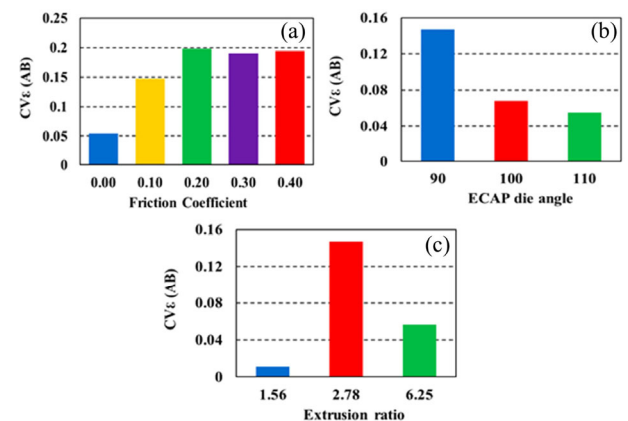 (a)
CVε (AB)
0.25
0.2
0.15
0.1
0.05
0
0.00 0.10 0.20 0.30 0.40
Friction Coefficient
(b)
CVε (AB)
0.16
0.12
0.08
0.04
0
90 100 110
ECAP die angle
(c)
CVε (AB)
0.16
0.12
0.08
0.04
0
1.56 2.78 6.25
Extrusion ratio